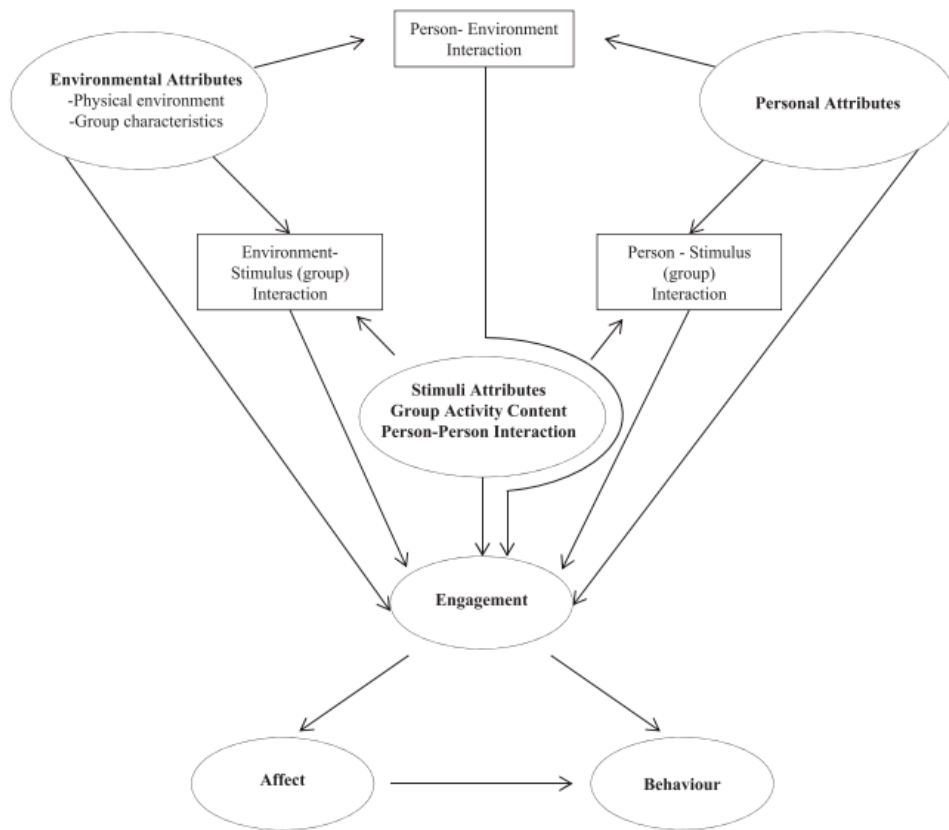 Person- Environment
Interaction
Environmental Attributes
-Physical environment
-Group characteristics
Personal Attributes
Environment-
Stimulus (group)
Interaction
Person - Stimulus
(group)
Interaction
Stimuli Attributes
Group Activity Content
Person-Person Interaction
Engagement
Affect
Behaviour